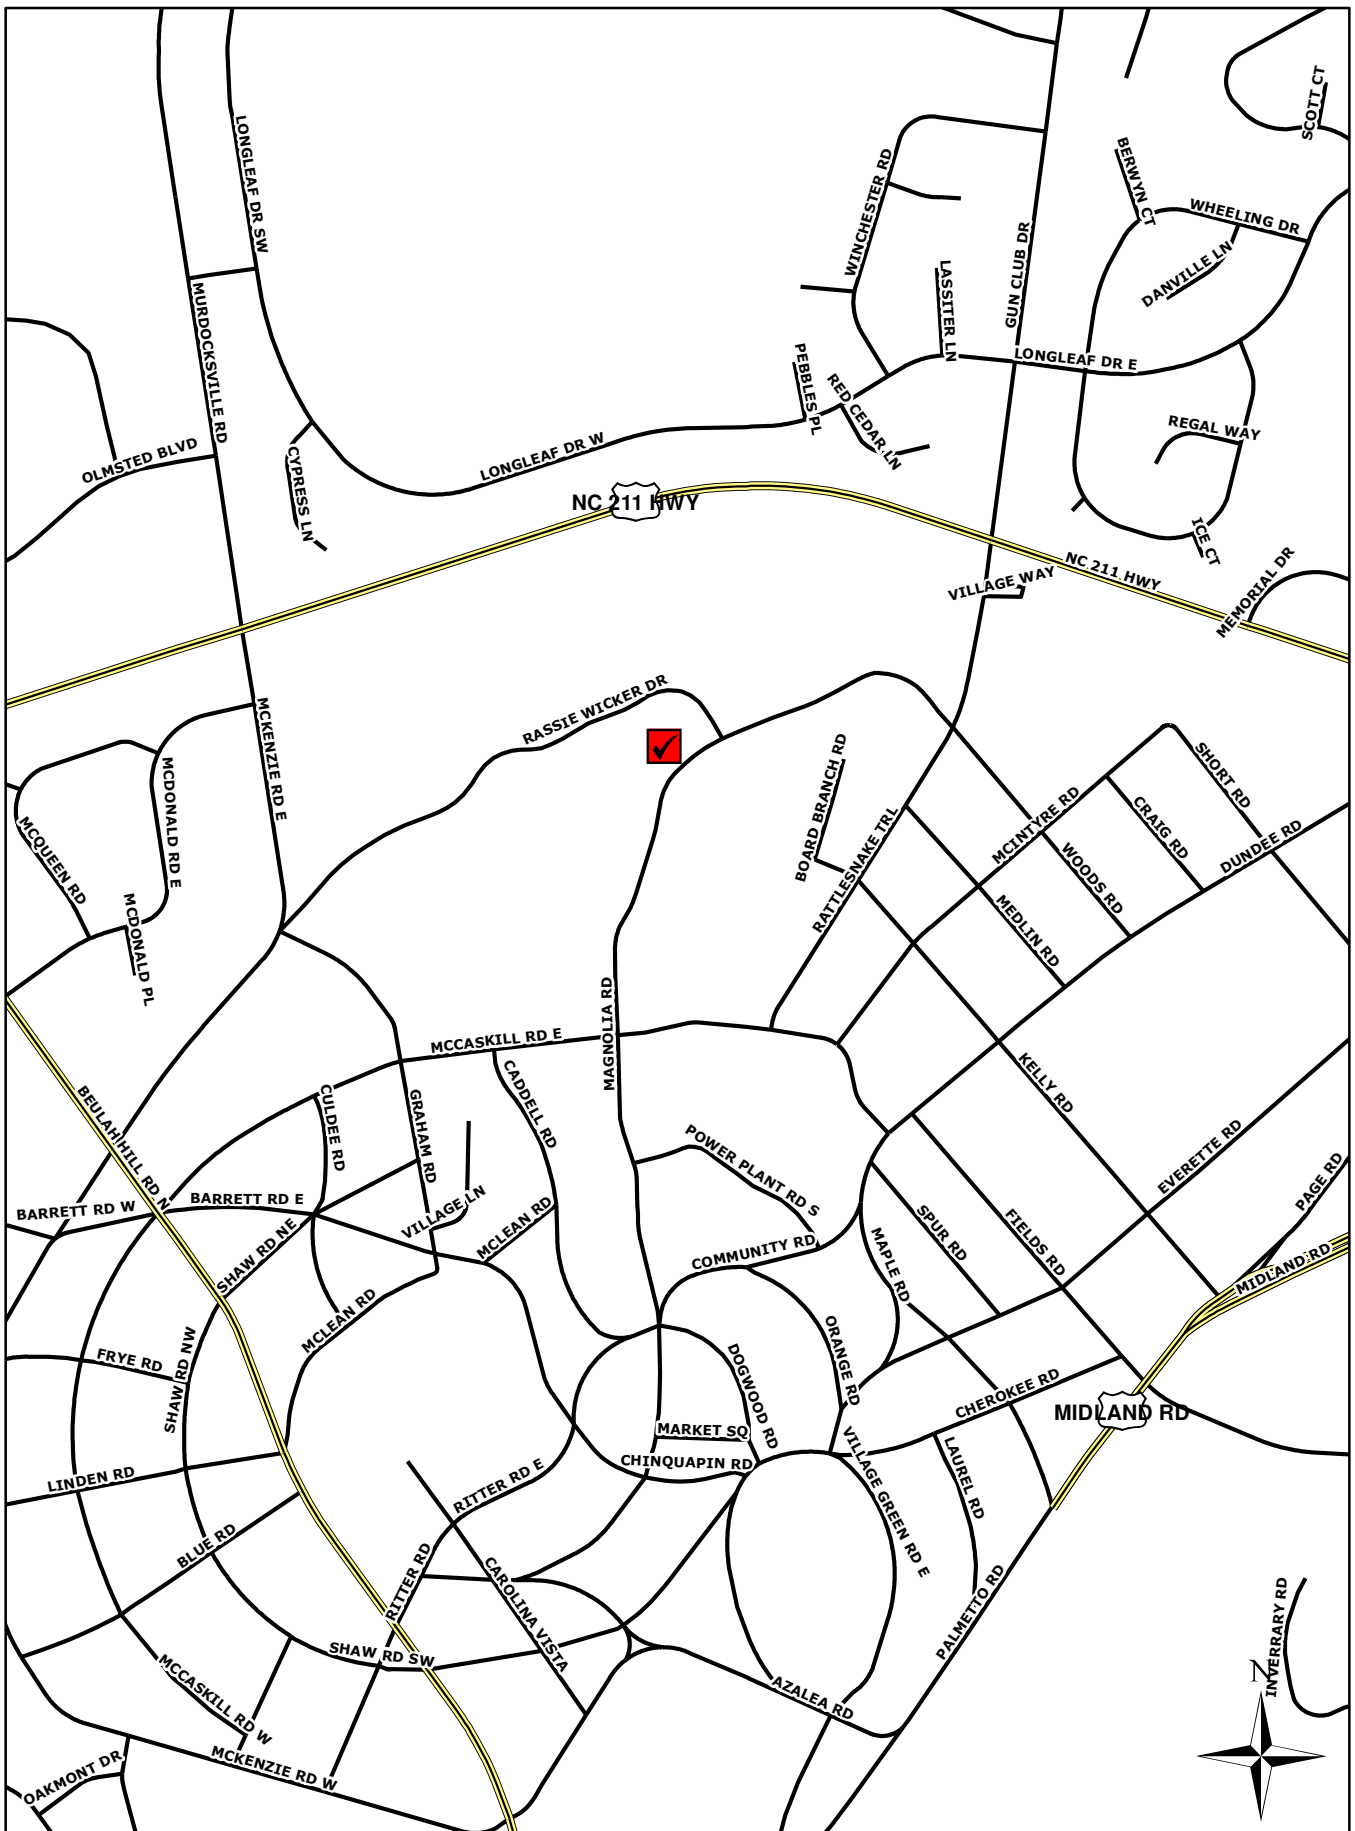 SCOTT CT
LONGLEAF DR SW
BERWYN CT
WINCHESTER RD
WHEELING DR
GUN CLUB DR
DANVILLE LN
LASSITER LN
MURDOCKSVILLE RD
PEBBLES PL
LONGLEAF DR E
RED CEDAR LN
REGAL WAY
OLMSTED BLVD
LONGLEAF DR W
CYPRESS LN
NC 211 HWY
ICE CT
NC 211 HWY
MEMORIAL DR
VILLAGE WAY
RASSIE WICKER DR
MCKENZIE RD E
BOARD BRANCH RD
SHORT RD
MCDONALD RD E
MCINTYRE RD
CRAIG RD
MCQUEEN RD
RATTLESNAKE TRL
WOODS RD
DUNDEE RD
MCDONALD PL
MEDLIN RD
MAGNOLIA RD
MCCASKILL RD E
BEULAH HILL RD N
CULDEE RD
GRAHAM RD
CADDELL RD
KELLY RD
POWER PLANT RD S
EVERETTE RD
PAGE RD
BARRETT RD W
BARRETT RD E
VILLAGE LN
MCLEAN RD
SHAW RD NE
COMMUNITY RD
MAPLE RD
SPUR RD
FIELDS RD
MIDLAND RD
MCLEAN RD
FRYE RD
SHAW RD NW
ORANGE RD
DOGWOOD RD
CHEROKEE RD
MIDLAND RD
MARKET SQ
CHINQUAPIN RD
LINDEN RD
RITTER RD E
VILLAGE GREEN RD E
LAUREL RD
BLUE RD
RITTER RD
CAROLINA VISTA
PALMETTO RD
INVERRARY RD
SHAW RD SW
MCCASKILL RD W
AZALEA RD
N
MCKENZIE RD W
OAKMONT DR